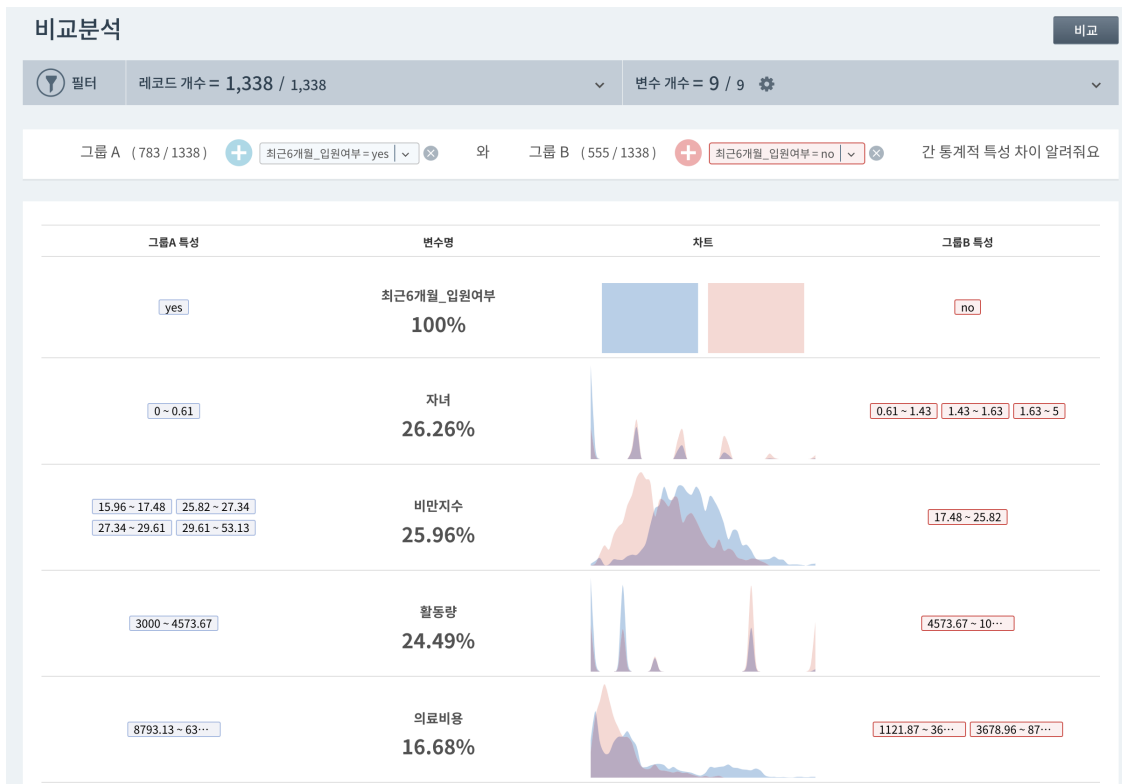 비교분석
비교
필터
레코드 개수 = 1,338 / 1,338
변수 개수 = 9 / 9
그룹 A ( 783 / 1338 ) 최근6개월_입원여부 = yes 와 그룹 B ( 555 / 1338 ) 최근6개월_입원여부 = no 간 통계적 특성 차이 알려줘요
그룹A 특성 변수명 차트 그룹B 특성
yes
최근6개월_입원여부
100%
no
0 ~ 0.61
자녀
26.26%
0.61 ~ 1.43 1.43 ~ 1.63 1.63 ~ 5
15.96 ~ 17.48 25.82 ~ 27.34
27.34 ~ 29.61 29.61 ~ 53.13
비만지수
25.96%
17.48 ~ 25.82
3000 ~ 4573.67
활동량
24.49%
4573.67 ~ 10…
8793.13 ~ 63…
의료비용
16.68%
1121.87 ~ 36… 3678.96 ~ 87…